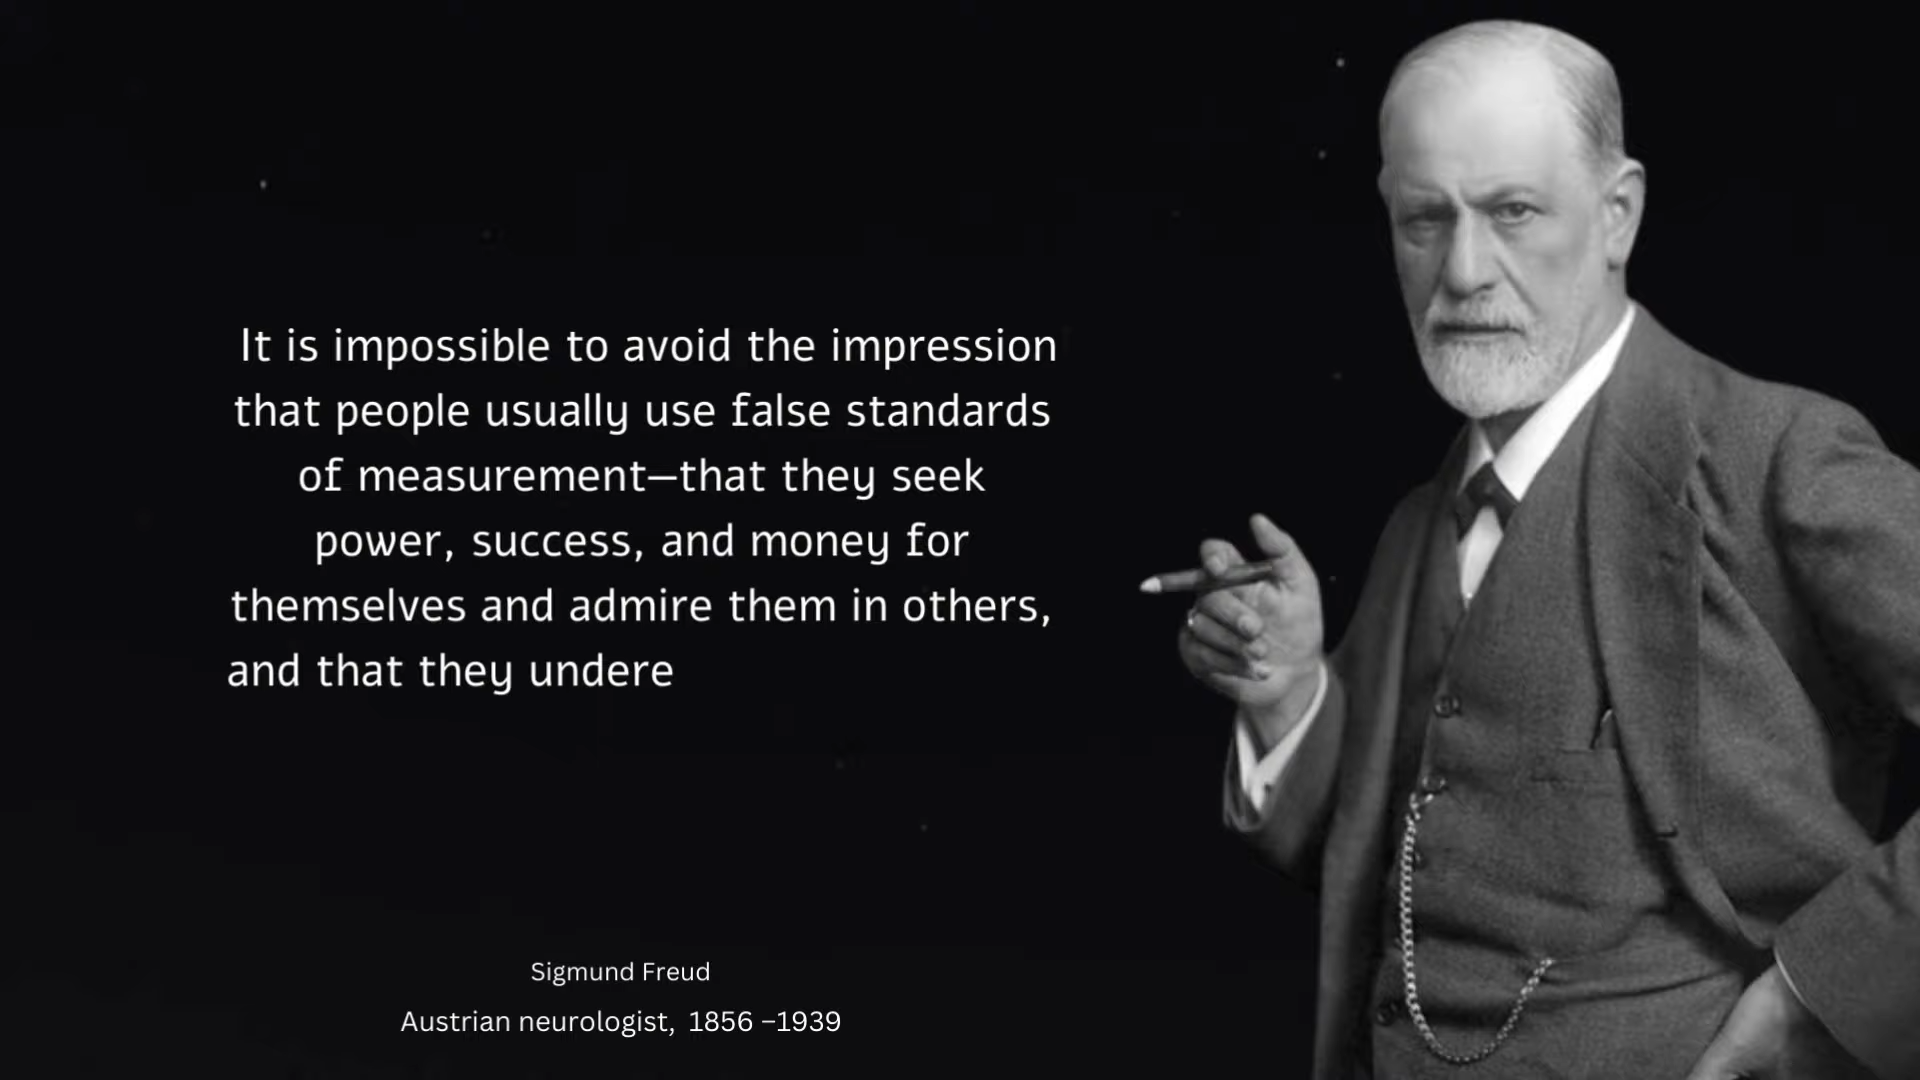 It is impossible to avoid the impression
that people usually use false standards
of measurement—that they seek
power, success, and money for
themselves and admire them in others,
and that they undere
Sigmund Freud
Austrian neurologist, 1856 –1939